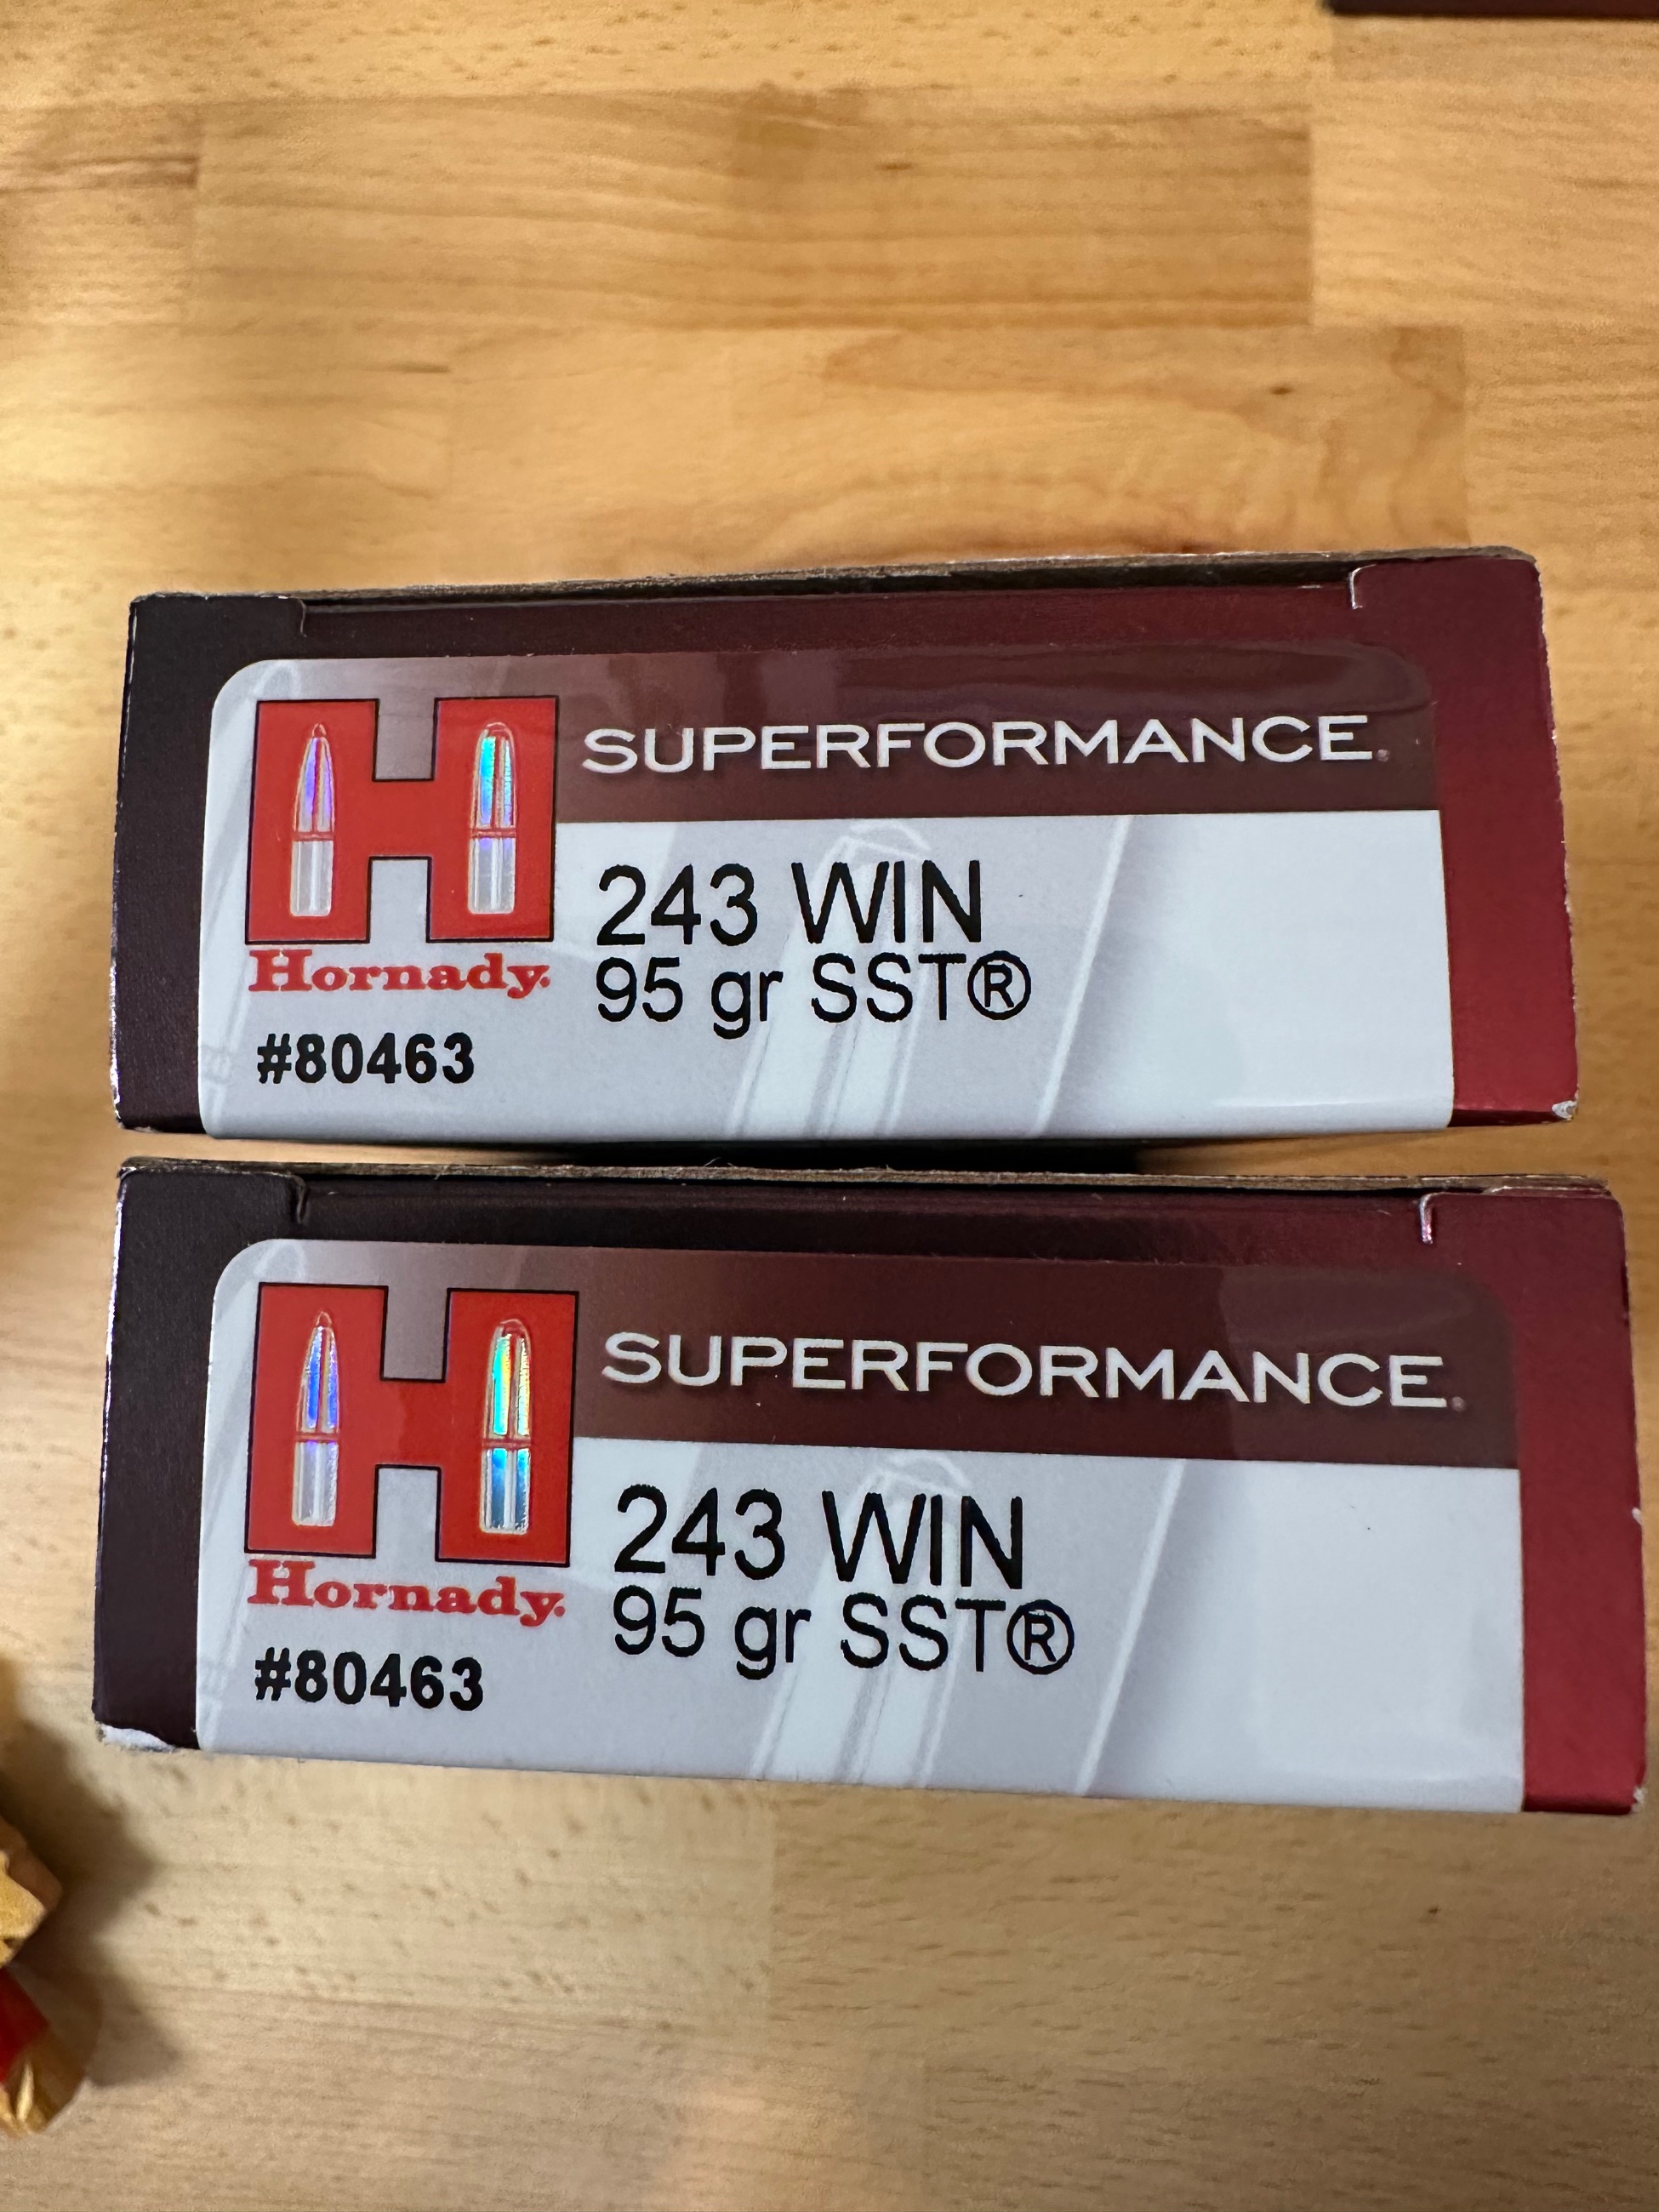 SUPERFORMANCE
243 WIN
95 gr SST®
Hornady.
#80463
SUPERFORMANCE
243 WIN
95 gr SST®
Hornady.
#80463